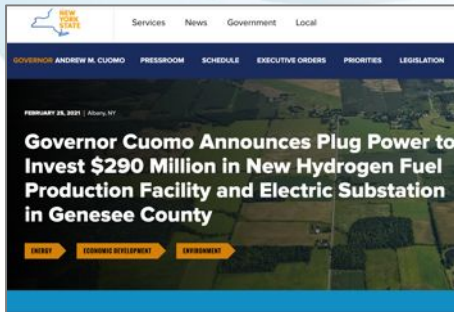 NEW
YORK
STATE
Services News Government Local
GOVERNOR ANDREW M. CUOMO PRESSROOM SCHEDULE EXECUTIVE ORDERS PRIORITIES LEGISLATION
FEBRUARY 25, 2021 | Albany, NY
Governor Cuomo Announces Plug Power to
Invest $290 Million in New Hydrogen Fuel
Production Facility and Electric Substation
in Genesee County
ENERGY ECONOMIC DEVELOPMENT ENVIRONMENT